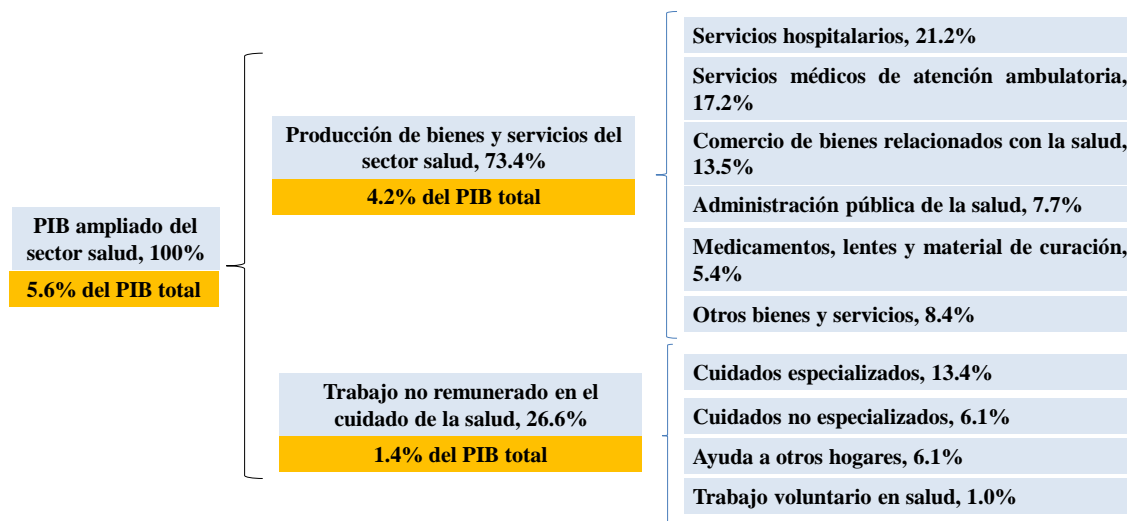 PIB ampliado del
sector salud, 100%
5.6% del PIB total
Producción de bienes y servicios del
sector salud, 73.4%
4.2% del PIB total
Servicios hospitalarios, 21.2%
Servicios médicos de atención ambulatoria,
17.2%
Comercio de bienes relacionados con la salud,
13.5%
Administración pública de la salud, 7.7%
Medicamentos, lentes y material de curación,
5.4%
Otros bienes y servicios, 8.4%
Trabajo no remunerado en el
cuidado de la salud, 26.6%
1.4% del PIB total
Cuidados especializados, 13.4%
Cuidados no especializados, 6.1%
Ayuda a otros hogares, 6.1%
Trabajo voluntario en salud, 1.0%